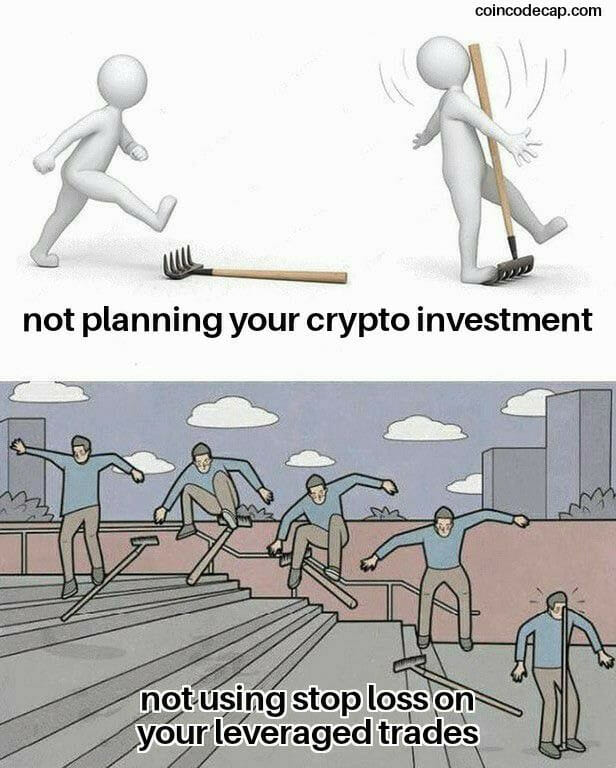 coincodecap.com
not planning your crypto investment
not using stop loss on
your leveraged trades